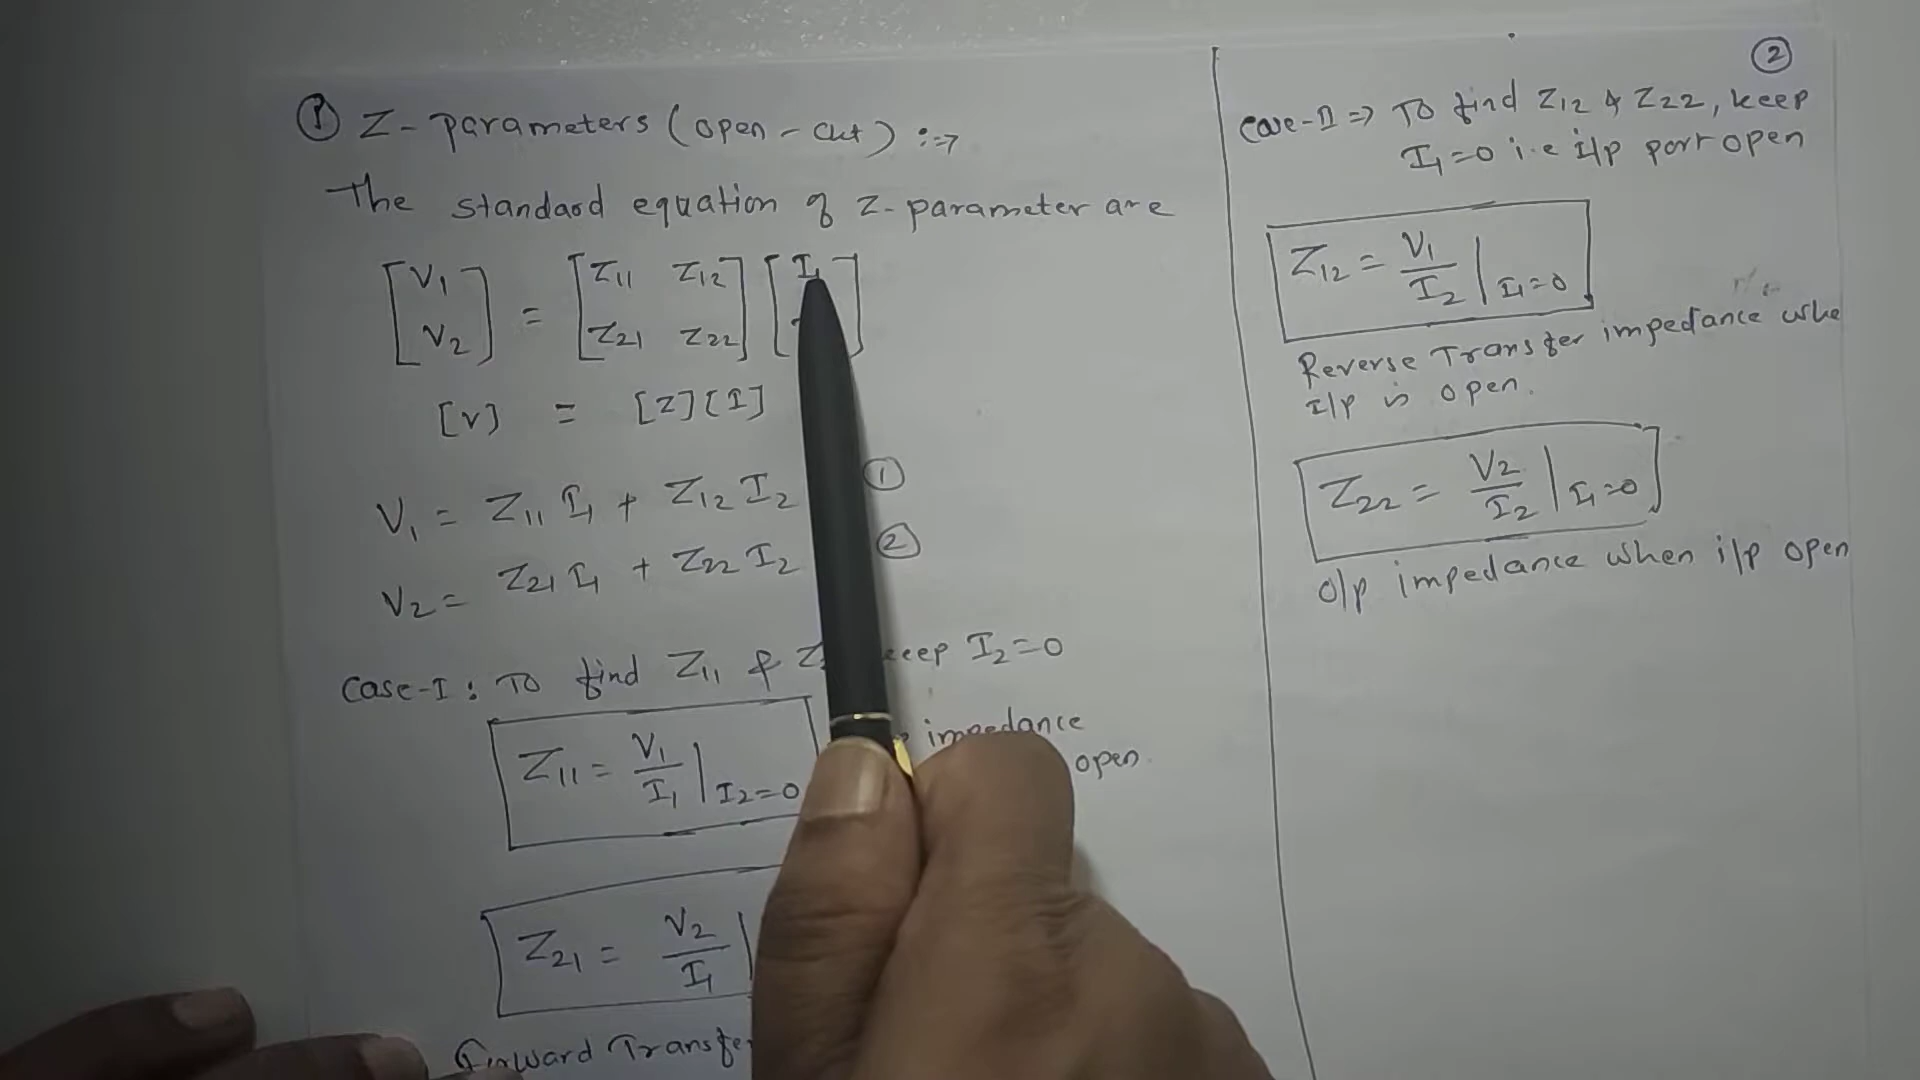 ① Z-parameters (open-ckt) :→
The standard equation of Z-parameter are
[V1 V2] = [Z11 Z12 Z21 Z22] [I1
[V] = [Z][I]
V1 = Z11 I1 + Z12 I2 ①
V2 = Z21 I1 + Z22 I2 ②
Case-I : To find Z11 & keep I2=0
Z11 = V1/I1 | I2=0
impedance
open.
Z21 = V2/I1 |
Forward Transfe
②
Case-II ⇒ To find Z12 & Z22, keep
I1=0 i.e i/p port open
Z12 = V1/I2 | I1=0
Reverse Transfer impedance whe
I/p is open.
Z22 = V2/I2 | I1=0
O/p impedance when i/p open